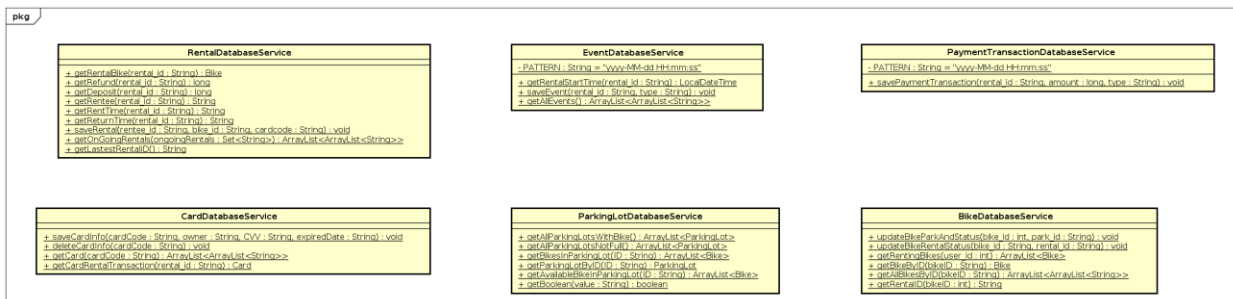 pkg
RentalDatabaseService
+ getRentalBike(rental_id : String) : Bike
+ getRefund(rental_id : String) : long
+ getDeposit(rental_id : String) : long
+ getRentee(rental_id : String) : String
+ getRentTime(rental_id : String) : String
+ getReturnTime(rental_id : String) : String
+ saveRental(rentee_id : String, bike_id : String, cardcode : String) : void
+ getOnGoingRentals(ongoingRentals : Set<String>) : ArrayList<ArrayList<String>>
+ getLastestRentalID() : String
EventDatabaseService
- PATTERN : String = "yyyy-MM-dd HH:mm:ss"
+ getRentalStartTime(rental_id : String) : LocalDateTime
+ saveEvent(rental_id : String, type : String) : void
+ getAllEvents() : ArrayList<ArrayList<String>>
PaymentTransactionDatabaseService
- PATTERN : String = "yyyy-MM-dd HH:mm:ss"
+ savePaymentTransaction(rental_id : String, amount : long, type : String) : void
CardDatabaseService
+ saveCardInfo(cardCode : String, owner : String, CVV : String, expiredDate : String) : void
+ deleteCardInfo(cardCode : String) : void
+ getCard(cardCode : String) : ArrayList<ArrayList<String>>
+ getCardRentalTransaction(rental_id : String) : Card
ParkingLotDatabaseService
+ getAllParkingLotsWithBike() : ArrayList<ParkingLot>
+ getAllParkingLotsNotFull() : ArrayList<ParkingLot>
+ getBikesInParkingLot(ID : String) : ArrayList<Bike>
+ getParkingLotByID(ID : String) : ParkingLot
+ getAvailableBikeInParkingLot(ID : String) : ArrayList<Bike>
+ getBoolean(value : String) : boolean
BikeDatabaseService
+ updateBikeParkAndStatus(bike_id : int, park_id : String) : void
+ updateBikeRentalStatus(bike_id : String, rental_id : String) : void
+ getRentingBikes(user_id : int) : ArrayList<Bike>
+ getBikeByID(bikeID : String) : Bike
+ getAllBikesByID(bikeID : String) : ArrayList<ArrayList<String>>
+ getRentalID(bikeID : int) : String